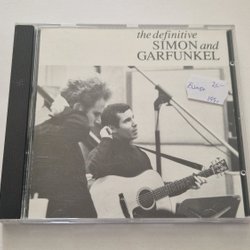 the definitive
SIMON and
GARFUNKEL